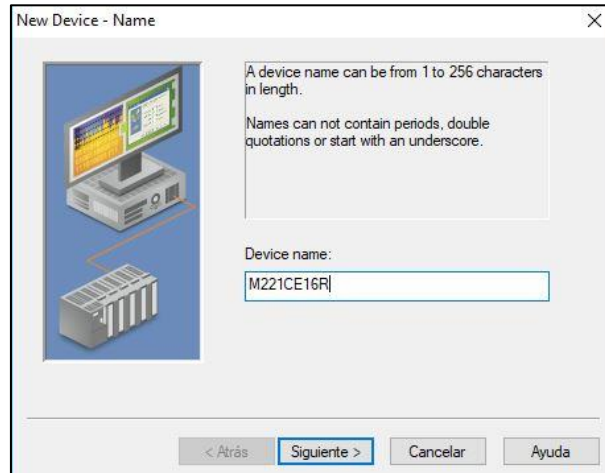 New Device - Name
A device name can be from 1 to 256 characters
in length.
Names can not contain periods, double
quotations or start with an underscore.
Device name:
M221CE16R
< Atrás
Siguiente >
Cancelar
Ayuda